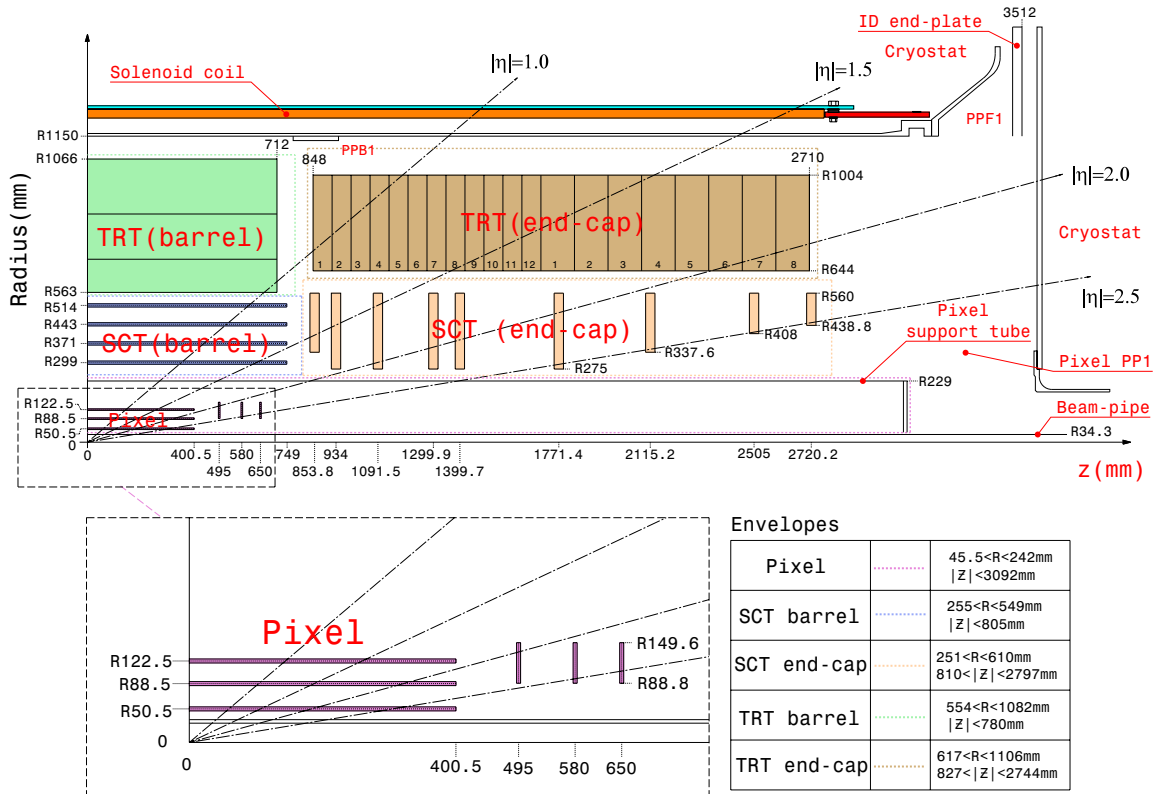 ID end-plate
3512
Cryostat
|η|=1.0
|η|=1.5
Solenoid coil
PPF1
R1150
712
PPB1
R1066
848
2710
R1004
|η|=2.0
Radius(mm)
TRT(barrel)
TRT(end-cap)
Cryostat
1 2 3 4 5 6 7 8 9 10 11 12 1 2 3 4 5 6 7 8
R644
R563
R560
|η|=2.5
R514
Pixel
support tube
R443
SCT(barrel)
SCT (end-cap)
R438.8
R408
R371
R337.6
Pixel PP1
R299
R275
R229
R122.5
Beam-pipe
R88.5
Pixel
R50.5
R34.3
0
0
400.5
580
749
934
1299.9
1771.4
2115.2
2505
2720.2
495
650
853.8
1091.5
1399.7
z(mm)
Envelopes
Pixel
45.5<R<242mm
|Z|<3092mm
SCT barrel
255<R<549mm
|Z|<805mm
SCT end-cap
251<R<610mm
810<|Z|<2797mm
TRT barrel
554<R<1082mm
|Z|<780mm
TRT end-cap
617<R<1106mm
827<|Z|<2744mm
Pixel
R149.6
R122.5
R88.5
R88.8
R50.5
0
0
400.5
495
580
650